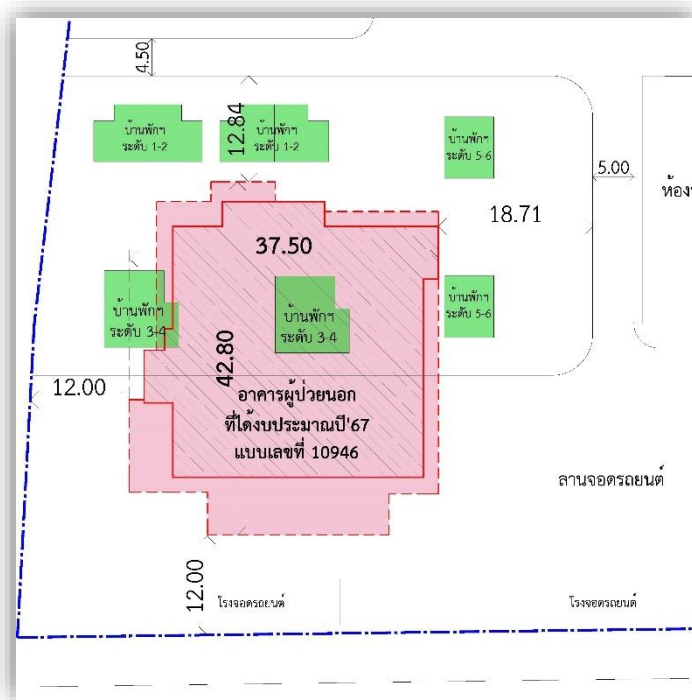 4.50
12.84
บ้านพักฯ
ระดับ 1-2
บ้านพักฯ
ระดับ 1-2
บ้านพักฯ
ระดับ 5-6
5.00
18.71
37.50
บ้านพักฯ
ระดับ 3-4
บ้านพักฯ
ระดับ 3-4
บ้านพักฯ
ระดับ 5-6
12.00
42.80
อาคารผู้ป่วยนอก
ที่ได้งบประมาณปี'67
แบบเลขที่ 10946
ลานจอดรถยนต์
12.00
โรงจอดรถยนต์
โรงจอดรถยนต์